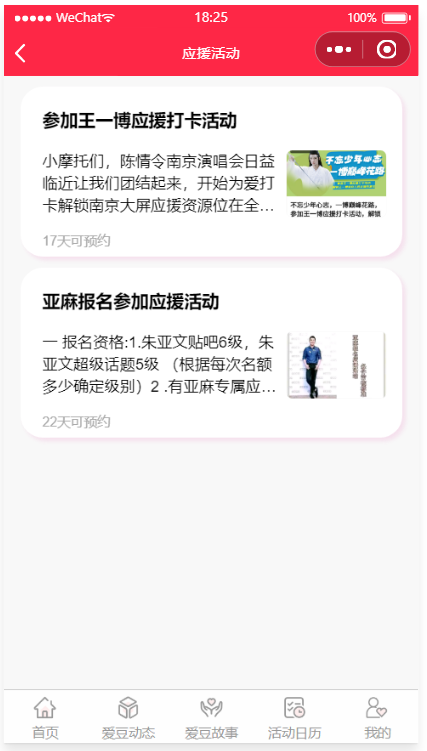 WeChat 18:25 100%
应援活动
参加王一博应援打卡活动
小摩托们，陈情令南京演唱会日益
临近让我们团结起来，开始为爱打
卡解锁南京大屏应援资源位在全…
不忘少年心志
一博巅峰花路
不忘少年心志，一博巅峰花路，
参加王一博应援打卡活动，解锁
17天可预约
亚麻报名参加应援活动
一 报名资格:1.朱亚文贴吧6级，朱
亚文超级话题5级 （根据每次名额
多少确定级别）2 .有亚麻专属应…
22天可预约
首页 爱豆动态 爱豆故事 活动日历 我的